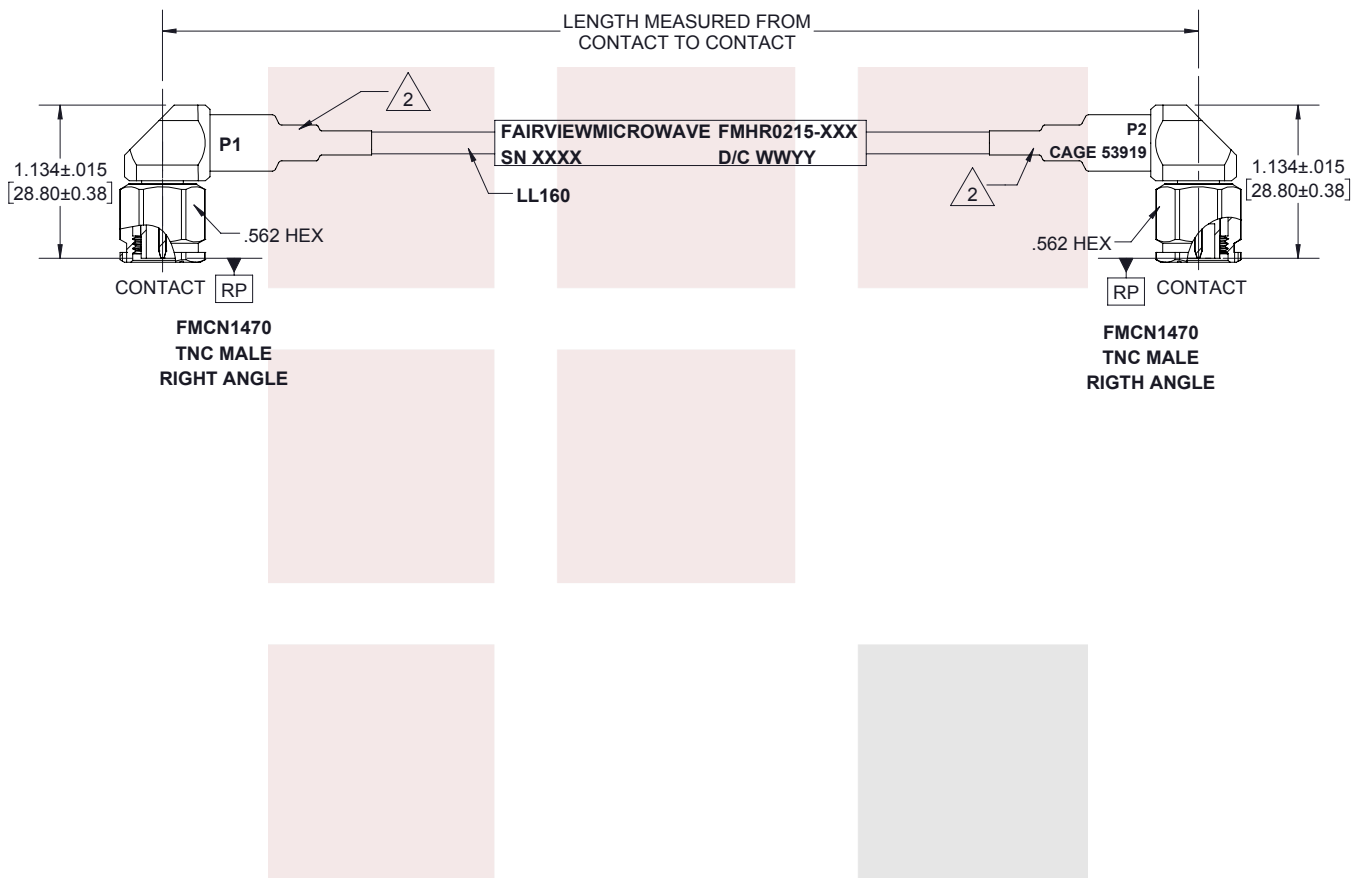 LENGTH MEASURED FROM
CONTACT TO CONTACT
2
P1
FAIRVIEWMICROWAVE FMHR0215-XXX
SN XXXX D/C WWYY
P2
CAGE 53919
1.134±.015
[28.80±0.38]
1.134±.015
[28.80±0.38]
LL160
2
.562 HEX
.562 HEX
CONTACT
RP
RP
CONTACT
FMCN1470
TNC MALE
RIGHT ANGLE
FMCN1470
TNC MALE
RIGTH ANGLE